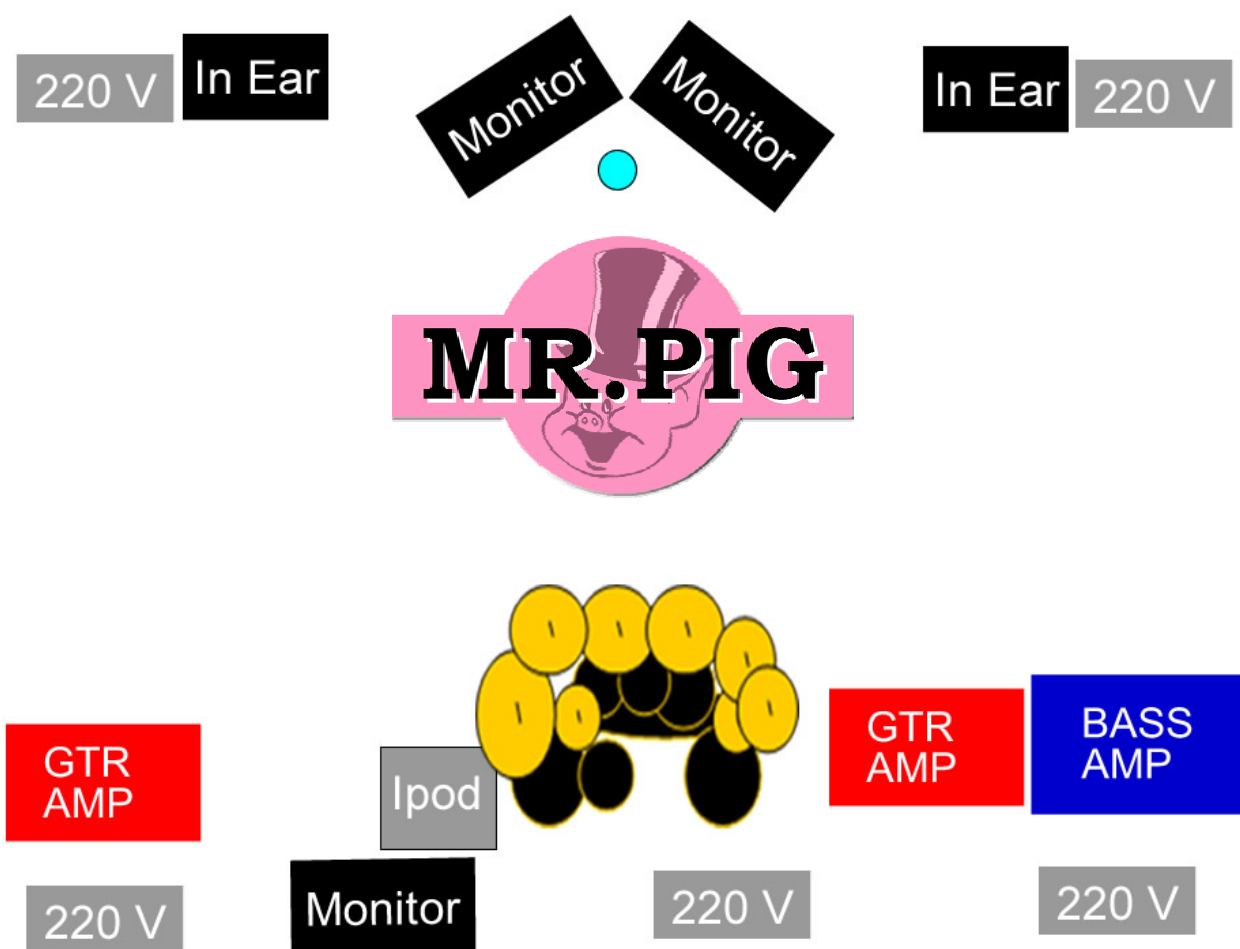 220 V
In Ear
Monitor
Monitor
In Ear
220 V
MR.PIG
GTR
AMP
Ipod
Monitor
220 V
220 V
GTR
AMP
BASS
AMP
220 V